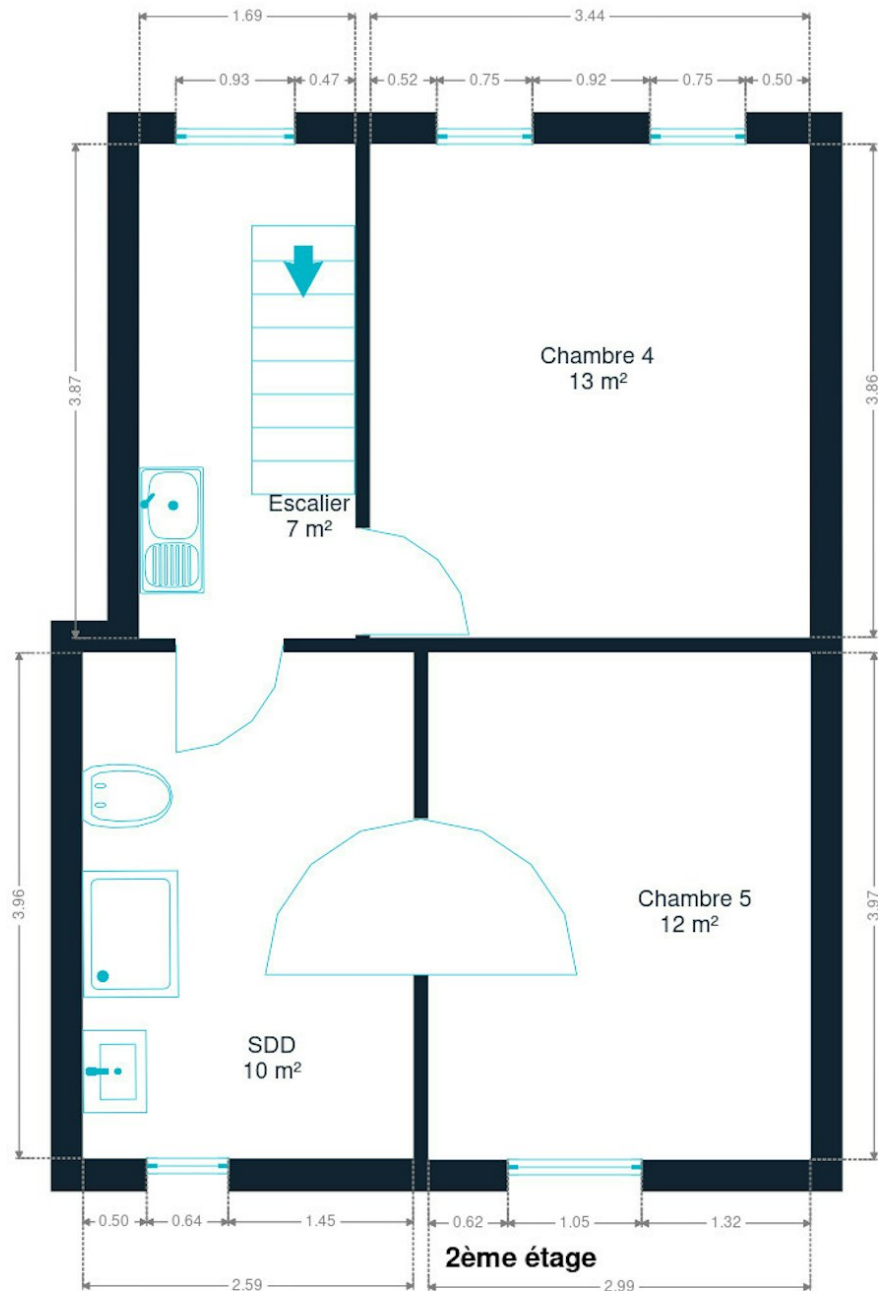 1.69
3.44
0.93
0.47
0.52
0.75
0.92
0.75
0.50
3.87
3.86
Chambre 4
13 m²
Escalier
7 m²
3.96
3.97
Chambre 5
12 m²
SDD
10 m²
0.50
0.64
1.45
0.62
1.05
1.32
2ème étage
2.59
2.99